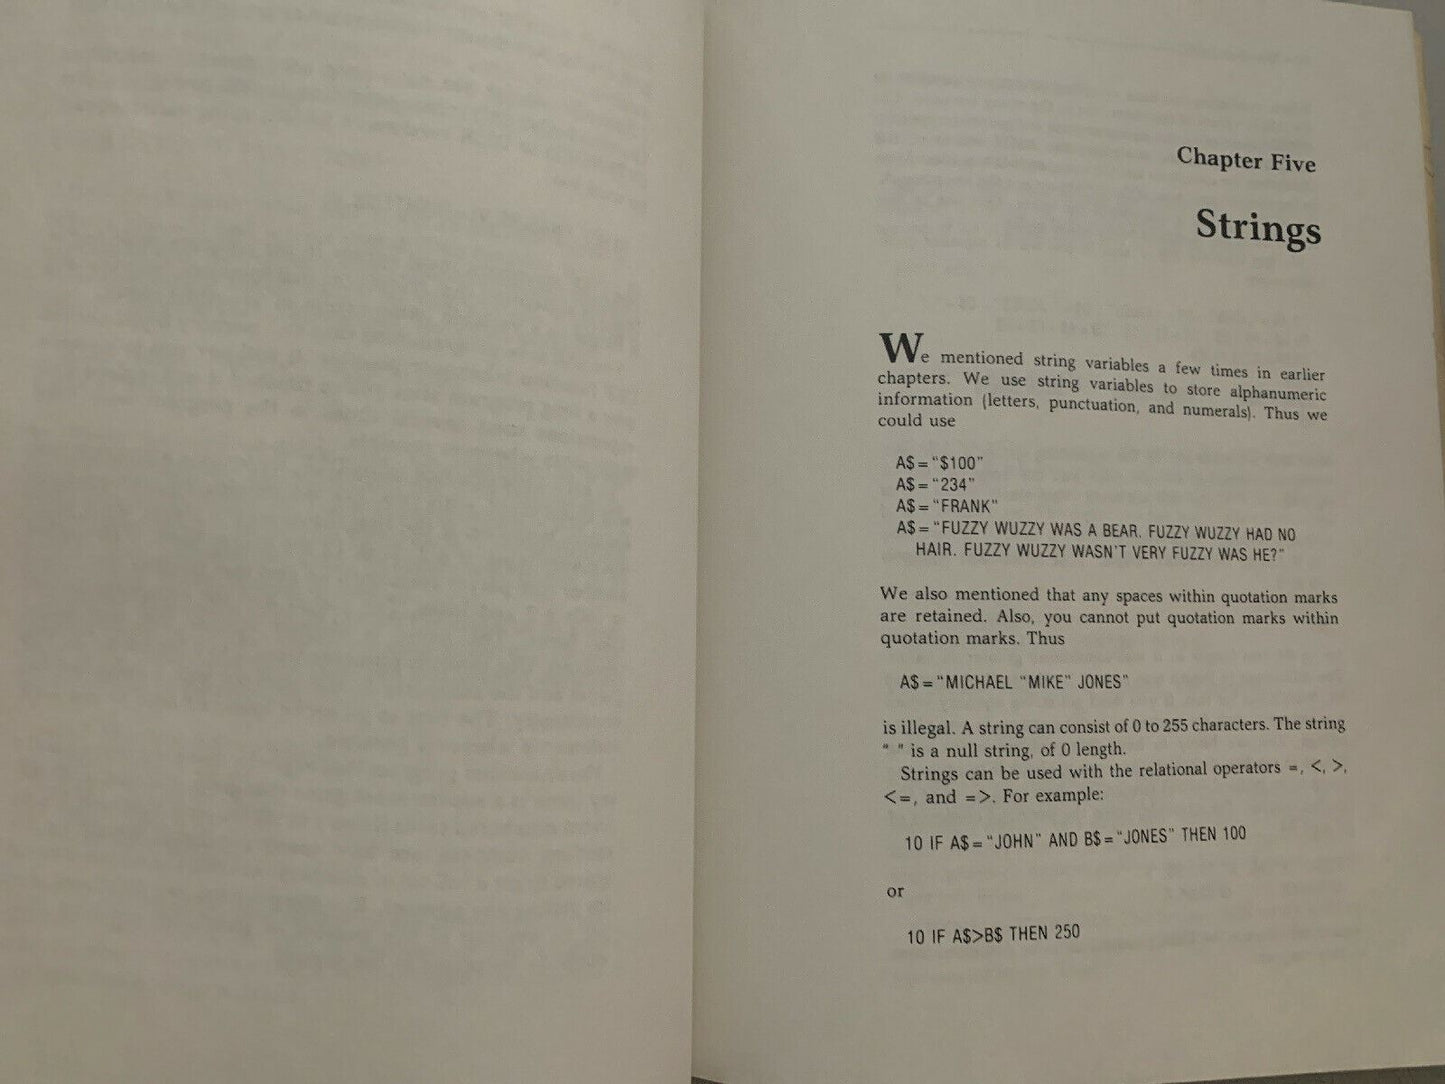 Chapter Five
Strings
We mentioned string variables a few times in earlier
chapters. We use string variables to store alphanumeric
information (letters, punctuation, and numerals). Thus we
could use
A$ = “$100”
A$ = “234”
A$ = “FRANK”
A$ = “FUZZY WUZZY WAS A BEAR. FUZZY WUZZY HAD NO
HAIR. FUZZY WUZZY WASN'T VERY FUZZY WAS HE?”
We also mentioned that any spaces within quotation marks
are retained. Also, you cannot put quotation marks within
quotation marks. Thus
A$ = “MICHAEL “MIKE” JONES”
is illegal. A string can consist of 0 to 255 characters. The string
“ ” is a null string, of 0 length.
Strings can be used with the relational operators =, <, >,
<=, and =>. For example:
10 IF A$ = “JOHN” AND B$ = “JONES” THEN 100
or
10 IF A$>B$ THEN 250